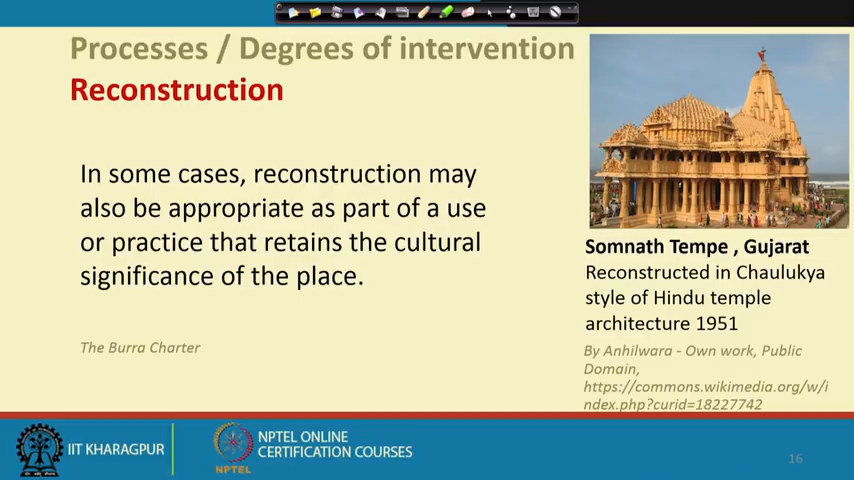 Processes / Degrees of intervention
Reconstruction
In some cases, reconstruction may
also be appropriate as part of a use
or practice that retains the cultural
significance of the place.
The Burra Charter
Somnath Tempe , Gujarat
Reconstructed in Chaulukya
style of Hindu temple
architecture 1951
By Anhilwara - Own work, Public
Domain,
https://commons.wikimedia.org/w/i
ndex.php?curid=18227742
IIT KHARAGPUR
NPTEL
NPTEL ONLINE
CERTIFICATION COURSES
16